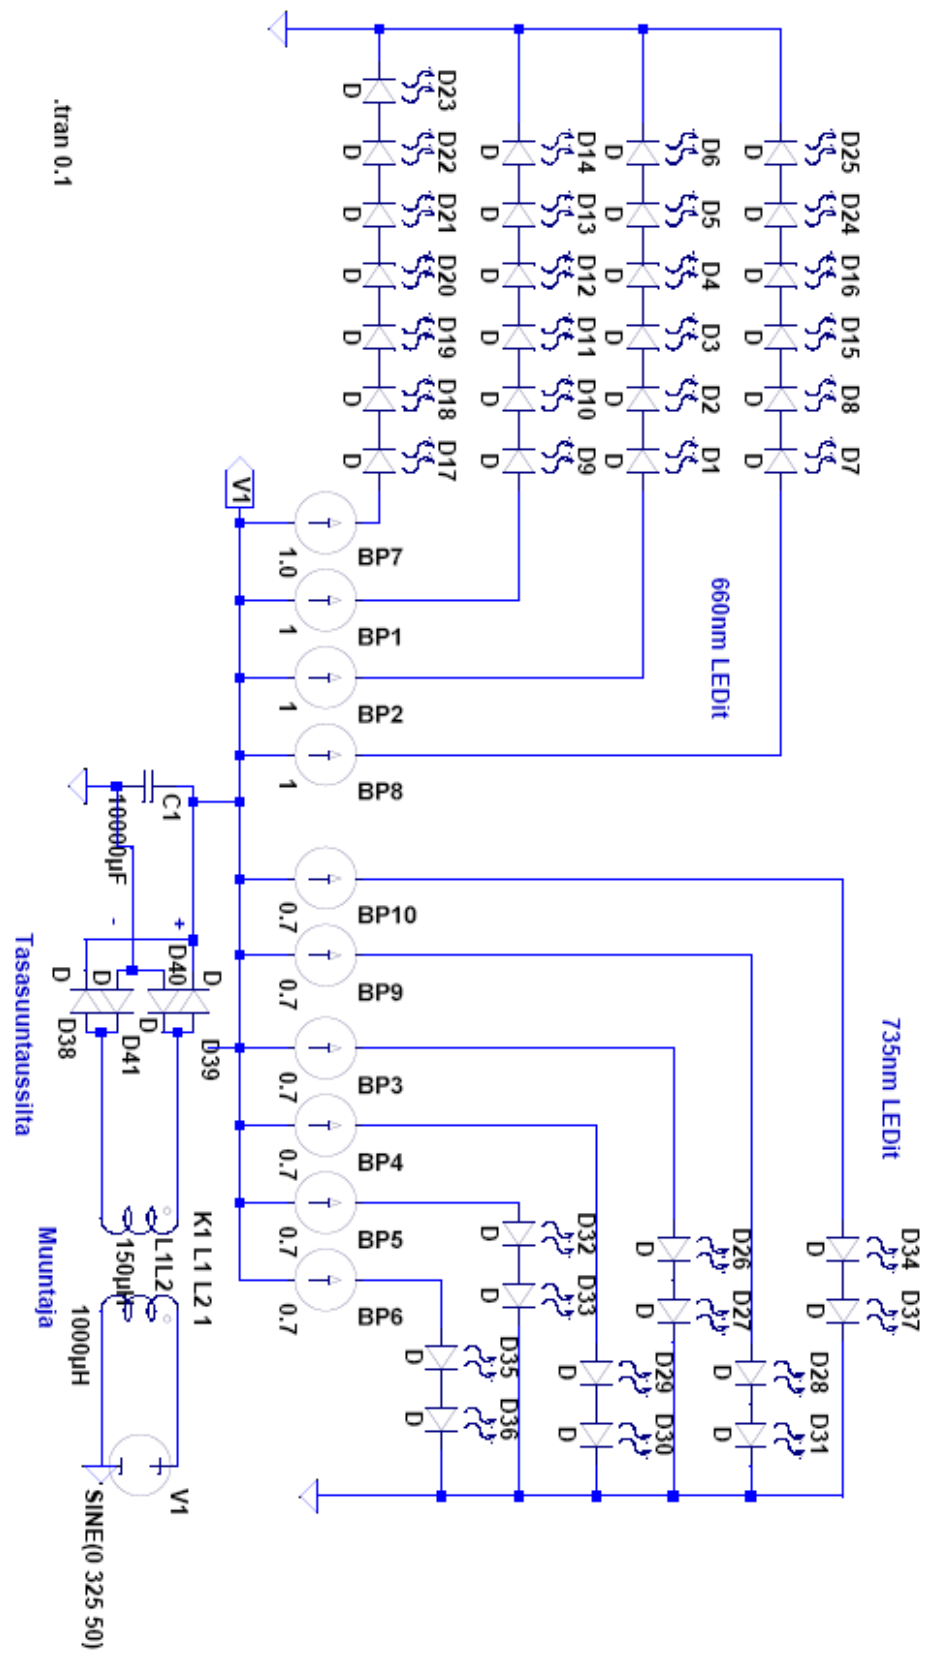 D23
D22
D21
D20
D19
D18
D17
D
D
D
D
D
D
D
D14
D13
D12
D11
D10
D9
D
D
D
D
D
D
D6
D5
D4
D3
D2
D1
D
D
D
D
D
D
D25
D24
D16
D15
D8
D7
D
D
D
D
D
D
.tran 0.1
V1
BP7
1.0
BP1
1
BP2
1
BP8
1
660nm LEDit
C1
10000µF
BP10
0.7
BP9
0.7
BP3
0.7
BP4
0.7
BP5
0.7
BP6
0.7
735nm LEDit
-
+
D40
D
D
D
D
D38
D41
D39
Tasasuuntaussilta
K1 L1 L2 1
L1
L2
150µH
1000µH
Muuntaja
V1
SINE(0 325 50)
D32
D
D33
D
D26
D
D27
D
D34
D
D37
D
D35
D
D36
D
D29
D
D30
D
D28
D
D31
D